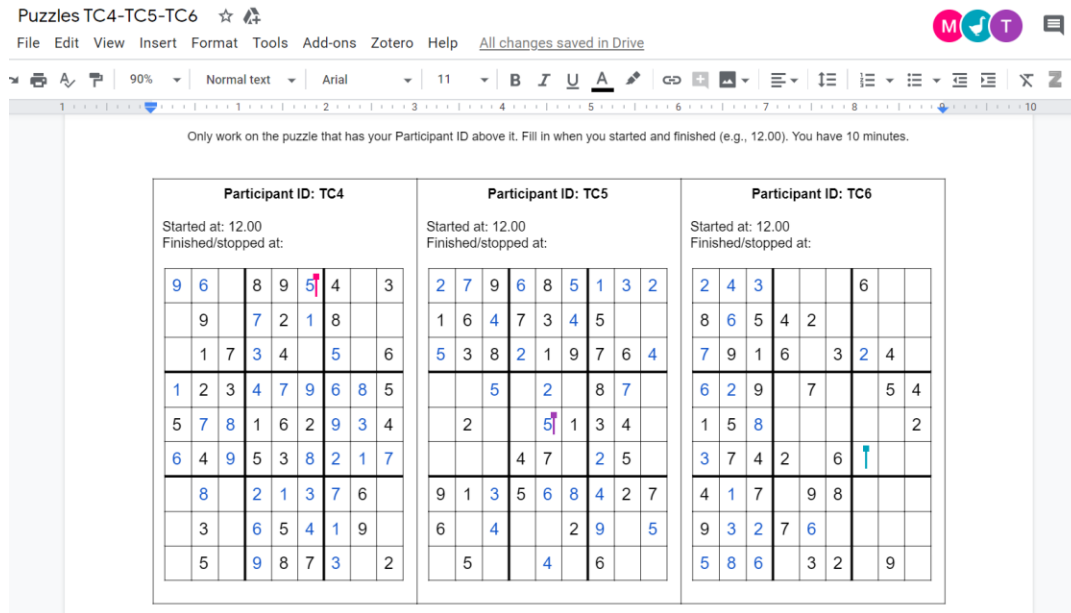 Puzzles TC4-TC5-TC6
M T
File Edit View Insert Format Tools Add-ons Zotero Help All changes saved in Drive
90% Normal text Arial 11 B I U A Z
1 1 2 3 4 5 6 7 8 9 10
Only work on the puzzle that has your Participant ID above it. Fill in when you started and finished (e.g., 12.00). You have 10 minutes.
Participant ID: TC4
Started at: 12.00
Finished/stopped at:
9 6 8 9 5 4 3
9 7 2 1 8
1 7 3 4 5 6
1 2 3 4 7 9 6 8 5
5 7 8 1 6 2 9 3 4
6 4 9 5 3 8 2 1 7
8 2 1 3 7 6
3 6 5 4 1 9
5 9 8 7 3 2
Participant ID: TC5
Started at: 12.00
Finished/stopped at:
2 7 9 6 8 5 1 3 2
1 6 4 7 3 4 5
5 3 8 2 1 9 7 6 4
5 2 8 7
2 5 1 3 4
4 7 2 5
9 1 3 5 6 8 4 2 7
6 4 2 9 5
5 4 6
Participant ID: TC6
Started at: 12.00
Finished/stopped at:
2 4 3 6
8 6 5 4 2
7 9 1 6 3 2 4
6 2 9 7 5 4
1 5 8 2
3 7 4 2 6
4 1 7 9 8
9 3 2 7 6
5 8 6 3 2 9